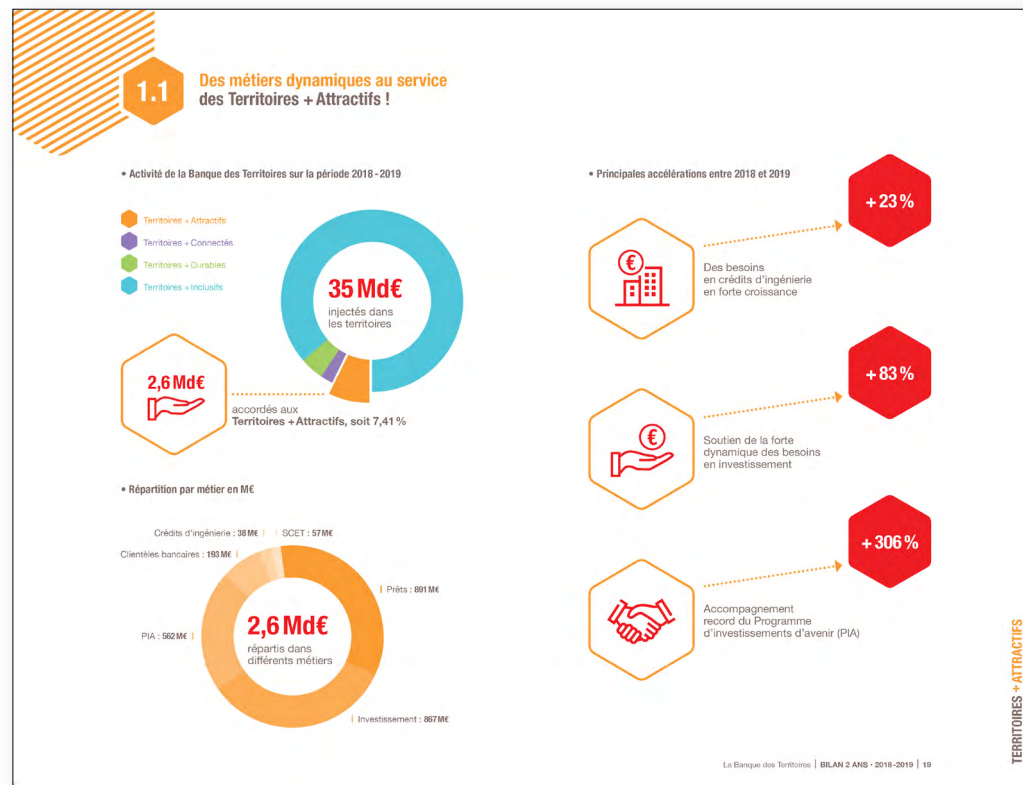 1.1
Des métiers dynamiques au service
des Territoires + Attractifs !
• Activité de la Banque des Territoires sur la période 2018 - 2019
Territoires + Attractifs
Territoires + Connectés
Territoires + Durables
Territoires + Inclusifs
35 Md€
injectés dans
les territoires
2,6 Md€
accordés aux
Territoires + Attractifs, soit 7,41 %
• Répartition par métier en M€
Crédits d'ingénierie : 38 M€
SCET : 57 M€
Clientèles bancaires : 193 M€
Prêts : 891 M€
PIA : 562 M€
2,6 Md€
répartis dans
différents métiers
Investissement : 867 M€
• Principales accélérations entre 2018 et 2019
+ 23 %
€
Des besoins
en crédits d'ingénierie
en forte croissance
+ 83 %
€
Soutien de la forte
dynamique des besoins
en investissement
+ 306 %
Accompagnement
record du Programme
d'investissements d'avenir (PIA)
TERRITOIRES + ATTRACTIFS
La Banque des Territoires | BILAN 2 ANS • 2018-2019 | 19